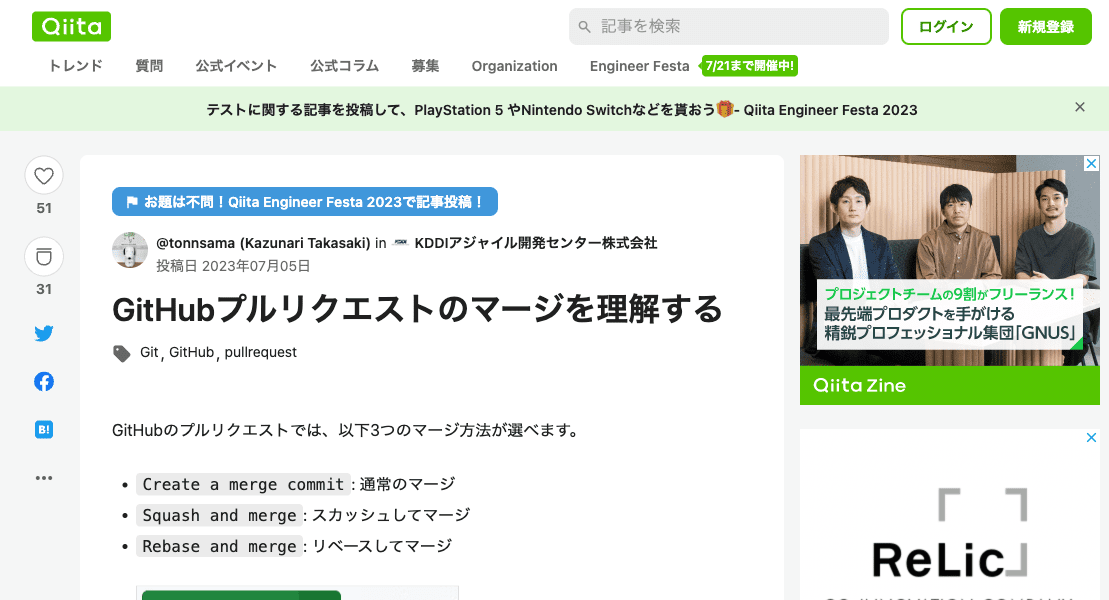 Qiita
記事を検索
ログイン
新規登録
トレンド 質問 公式イベント 公式コラム 募集 Organization Engineer Festa 7/21まで開催中!
テストに関する記事を投稿して、PlayStation 5 やNintendo Switchなどを貰おう🎁- Qiita Engineer Festa 2023
お題は不問！Qiita Engineer Festa 2023で記事投稿！
@tonnsama (Kazunari Takasaki) in KDDIアジャイル開発センター株式会社
投稿日 2023年07月05日
GitHubプルリクエストのマージを理解する
Git, GitHub, pullrequest
51
31
B!
GitHubのプルリクエストでは、以下3つのマージ方法が選べます。
• Create a merge commit : 通常のマージ
• Squash and merge : スカッシュしてマージ
• Rebase and merge : リベースしてマージ
プロジェクトチームの9割がフリーランス！
最先端プロダクトを手がける
精鋭プロフェッショナル集団「GNUS」
Qiita Zine
ReLic